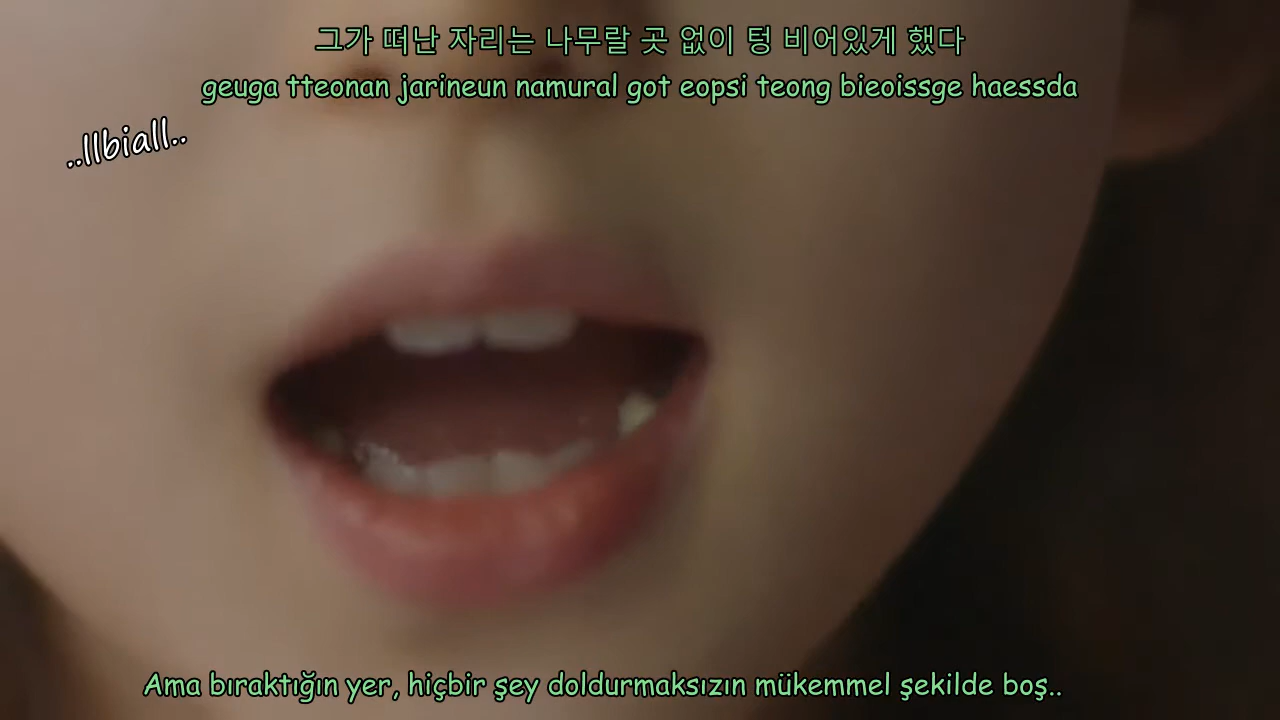 그가 떠난 자리는 나무랄 곳 없이 텅 비어있게 했다
geuga tteonan jarineun namural got eopsi teong bieoissge haessda
..llbiall..
Ama bıraktığın yer, hiçbir şey doldurmaksızın mükemmel şekilde boş..